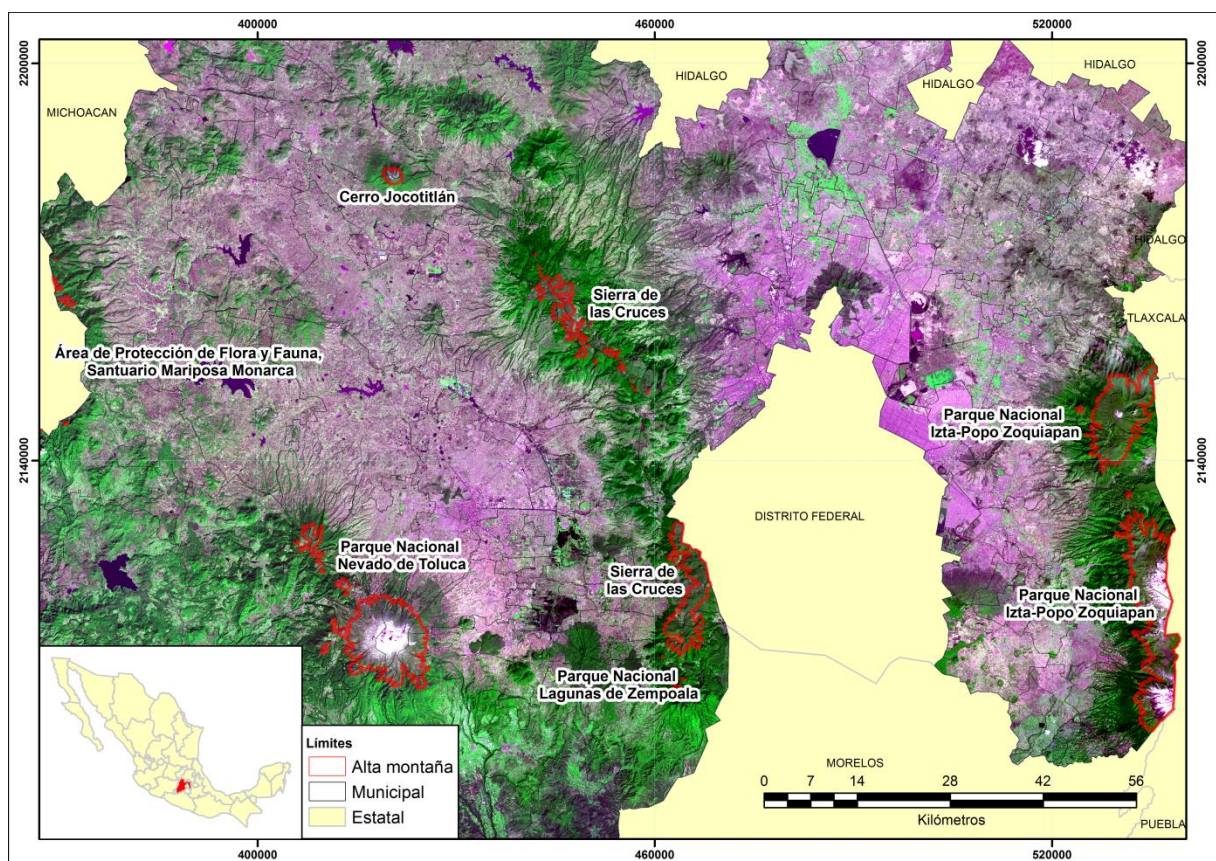 400000
460000
520000
2200000
2200000
HIDALGO
HIDALGO
HIDALGO
MICHOACAN
Cerro Jocotitlán
HIDALGO
Sierra de
las Cruces
TLAXCALA
Área de Protección de Flora y Fauna,
Santuario Mariposa Monarca
Parque Nacional
Izta-Popo Zoquiapan
2140000
2140000
DISTRITO FEDERAL
Parque Nacional
Nevado de Toluca
Sierra de
las Cruces
Parque Nacional
Izta-Popo Zoquiapan
Parque Nacional
Lagunas de Zempoala
Límites
Alta montaña
Municipal
Estatal
MORELOS
0 7 14 28 42 56
Kilómetros
PUEBLA
400000
460000
520000